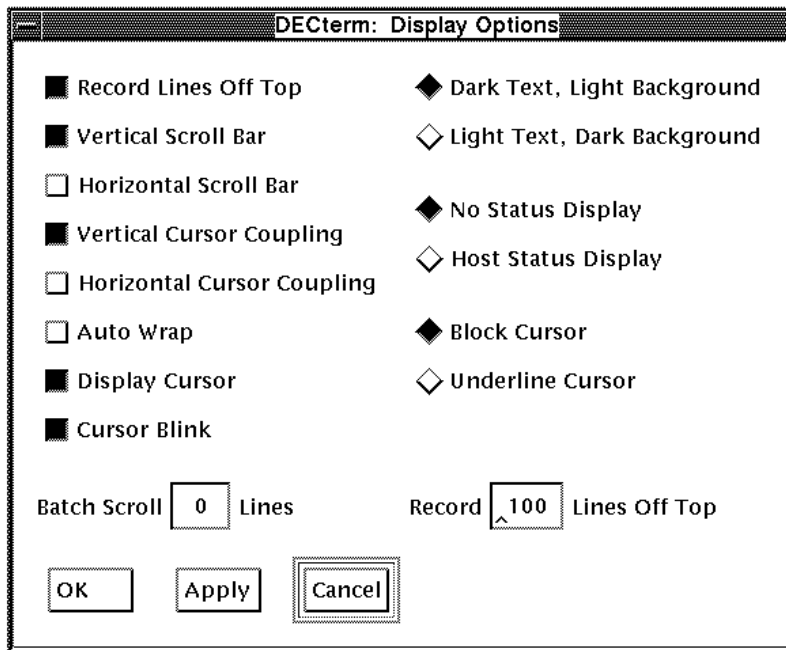 DECterm: Display Options
Record Lines Off Top
Vertical Scroll Bar
Horizontal Scroll Bar
Vertical Cursor Coupling
Horizontal Cursor Coupling
Auto Wrap
Display Cursor
Cursor Blink
Dark Text, Light Background
Light Text, Dark Background
No Status Display
Host Status Display
Block Cursor
Underline Cursor
Batch Scroll 0 Lines
Record 100 Lines Off Top
OK
Apply
Cancel